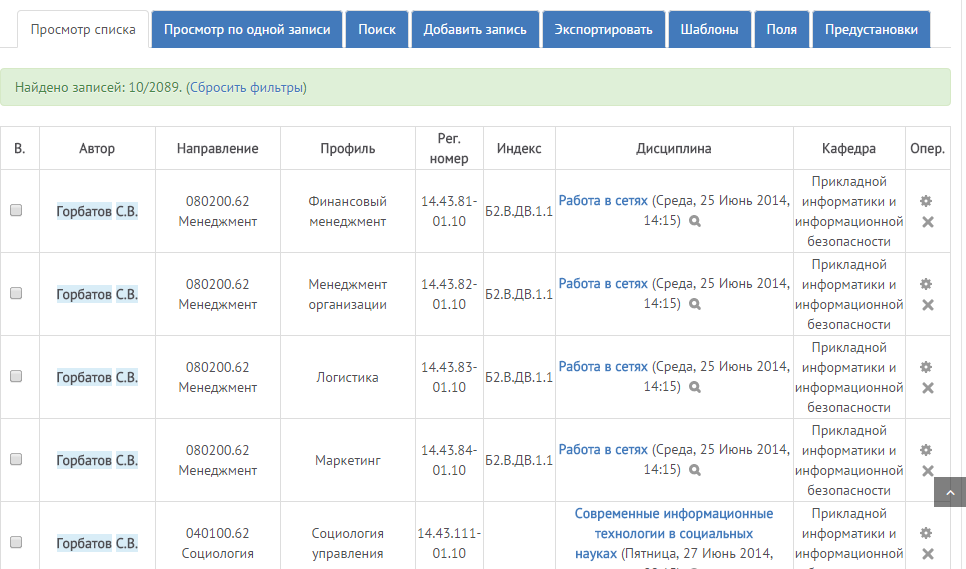 Просмотр списка Просмотр по одной записи Поиск Добавить запись Экспортировать Шаблоны Поля Предустановки
Найдено записей: 10/2089. (Сбросить фильтры)
В. Автор Направление Профиль Рег. номер Индекс Дисциплина Кафедра Опер.
Горбатов С.В.
080200.62
Менеджмент
Финансовый
менеджмент
14.43.81-
01.10
Б2.В.ДВ.1.1
Работа в сетях (Среда, 25 Июнь 2014,
14:15)
Прикладной
информатики и
информационной
безопасности
Горбатов С.В.
080200.62
Менеджмент
Менеджмент
организации
14.43.82-
01.10
Б2.В.ДВ.1.1
Работа в сетях (Среда, 25 Июнь 2014,
14:15)
Прикладной
информатики и
информационной
безопасности
Горбатов С.В.
080200.62
Менеджмент
Логистика
14.43.83-
01.10
Б2.В.ДВ.1.1
Работа в сетях (Среда, 25 Июнь 2014,
14:15)
Прикладной
информатики и
информационной
безопасности
Горбатов С.В.
080200.62
Менеджмент
Маркетинг
14.43.84-
01.10
Б2.В.ДВ.1.1
Работа в сетях (Среда, 25 Июнь 2014,
14:15)
Прикладной
информатики и
информационной
безопасности
Горбатов С.В.
040100.62
Социология
Социология
управления
14.43.111-
01.10
Современные информационные
технологии в социальных
науках (Пятница, 27 Июнь 2014,
Прикладной
информатики и
информационной